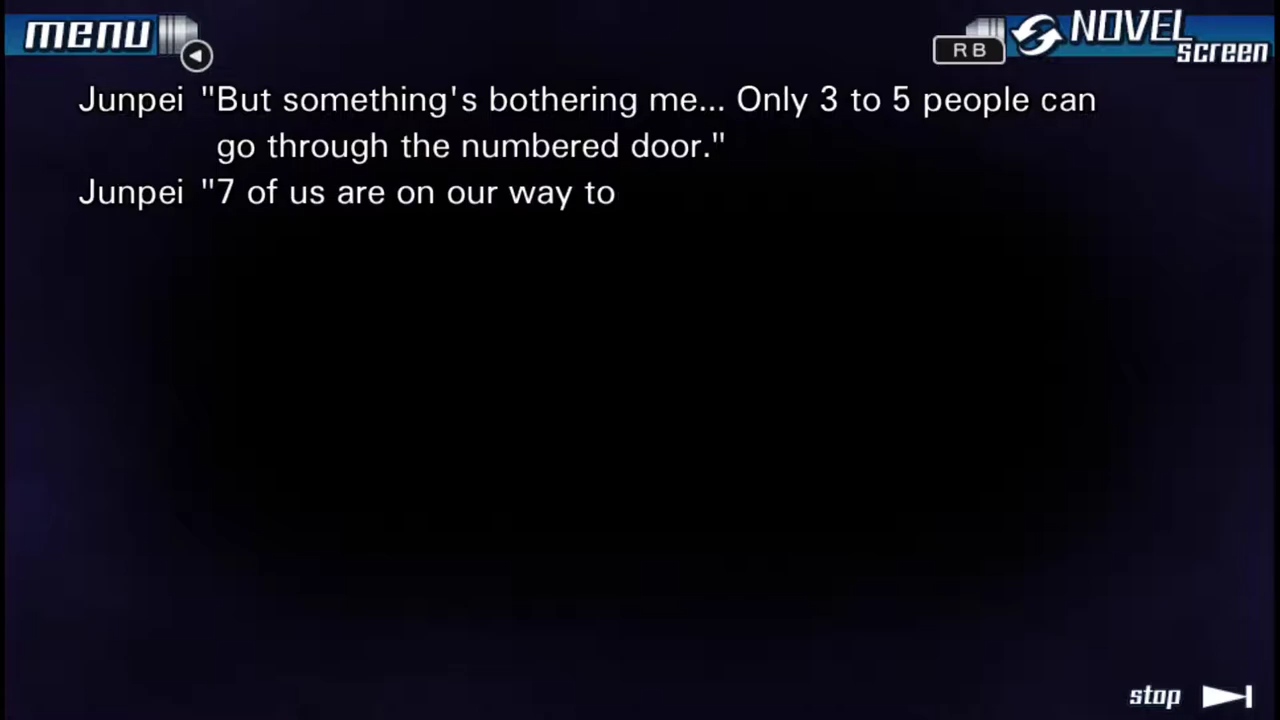 menu
RB
NOVEL
screen
Junpei "But something's bothering me... Only 3 to 5 people can
go through the numbered door."
Junpei "7 of us are on our way to
stop